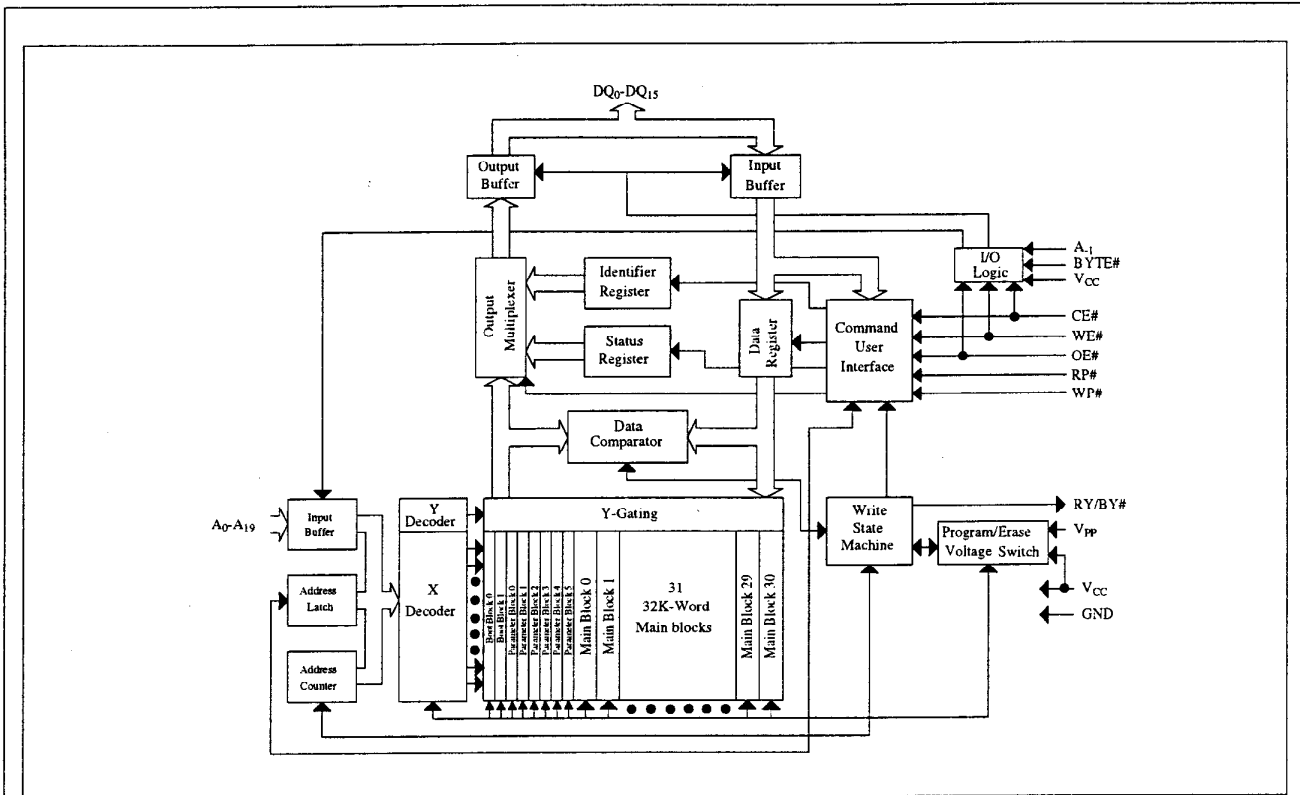 DQ0-DQ15
Output
Buffer
Input
Buffer
A-1
BYTE#
VCC
I/O
Logic
Output
Multiplexer
Identifier
Register
Status
Register
Data
Register
Command
User
Interface
CE#
WE#
OE#
RP#
WP#
Data
Comparator
A0-A19
Input
Buffer
Y
Decoder
Y-Gating
Write
State
Machine
RY/BY#
Program/Erase
Voltage Switch
VPP
VCC
GND
Address
Latch
Address
Counter
X
Decoder
Boot Block 0
Boot Block 1
Parameter Block 0
Parameter Block 1
Parameter Block 2
Parameter Block 3
Parameter Block 4
Parameter Block 5
Main Block 0
Main Block 1
31
32K-Word
Main blocks
Main Block 29
Main Block 30